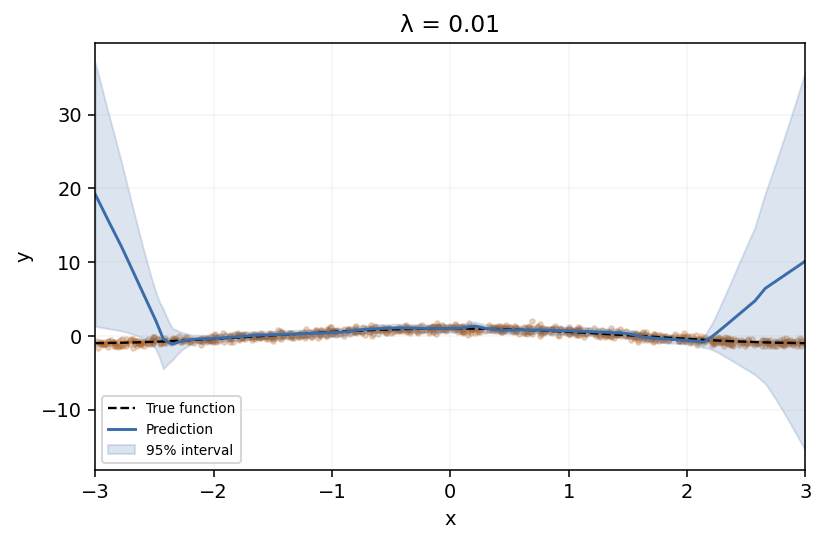 λ = 0.01
y
30
20
10
0
−10
True function
Prediction
95% interval
−3
−2
−1
0
1
2
3
x